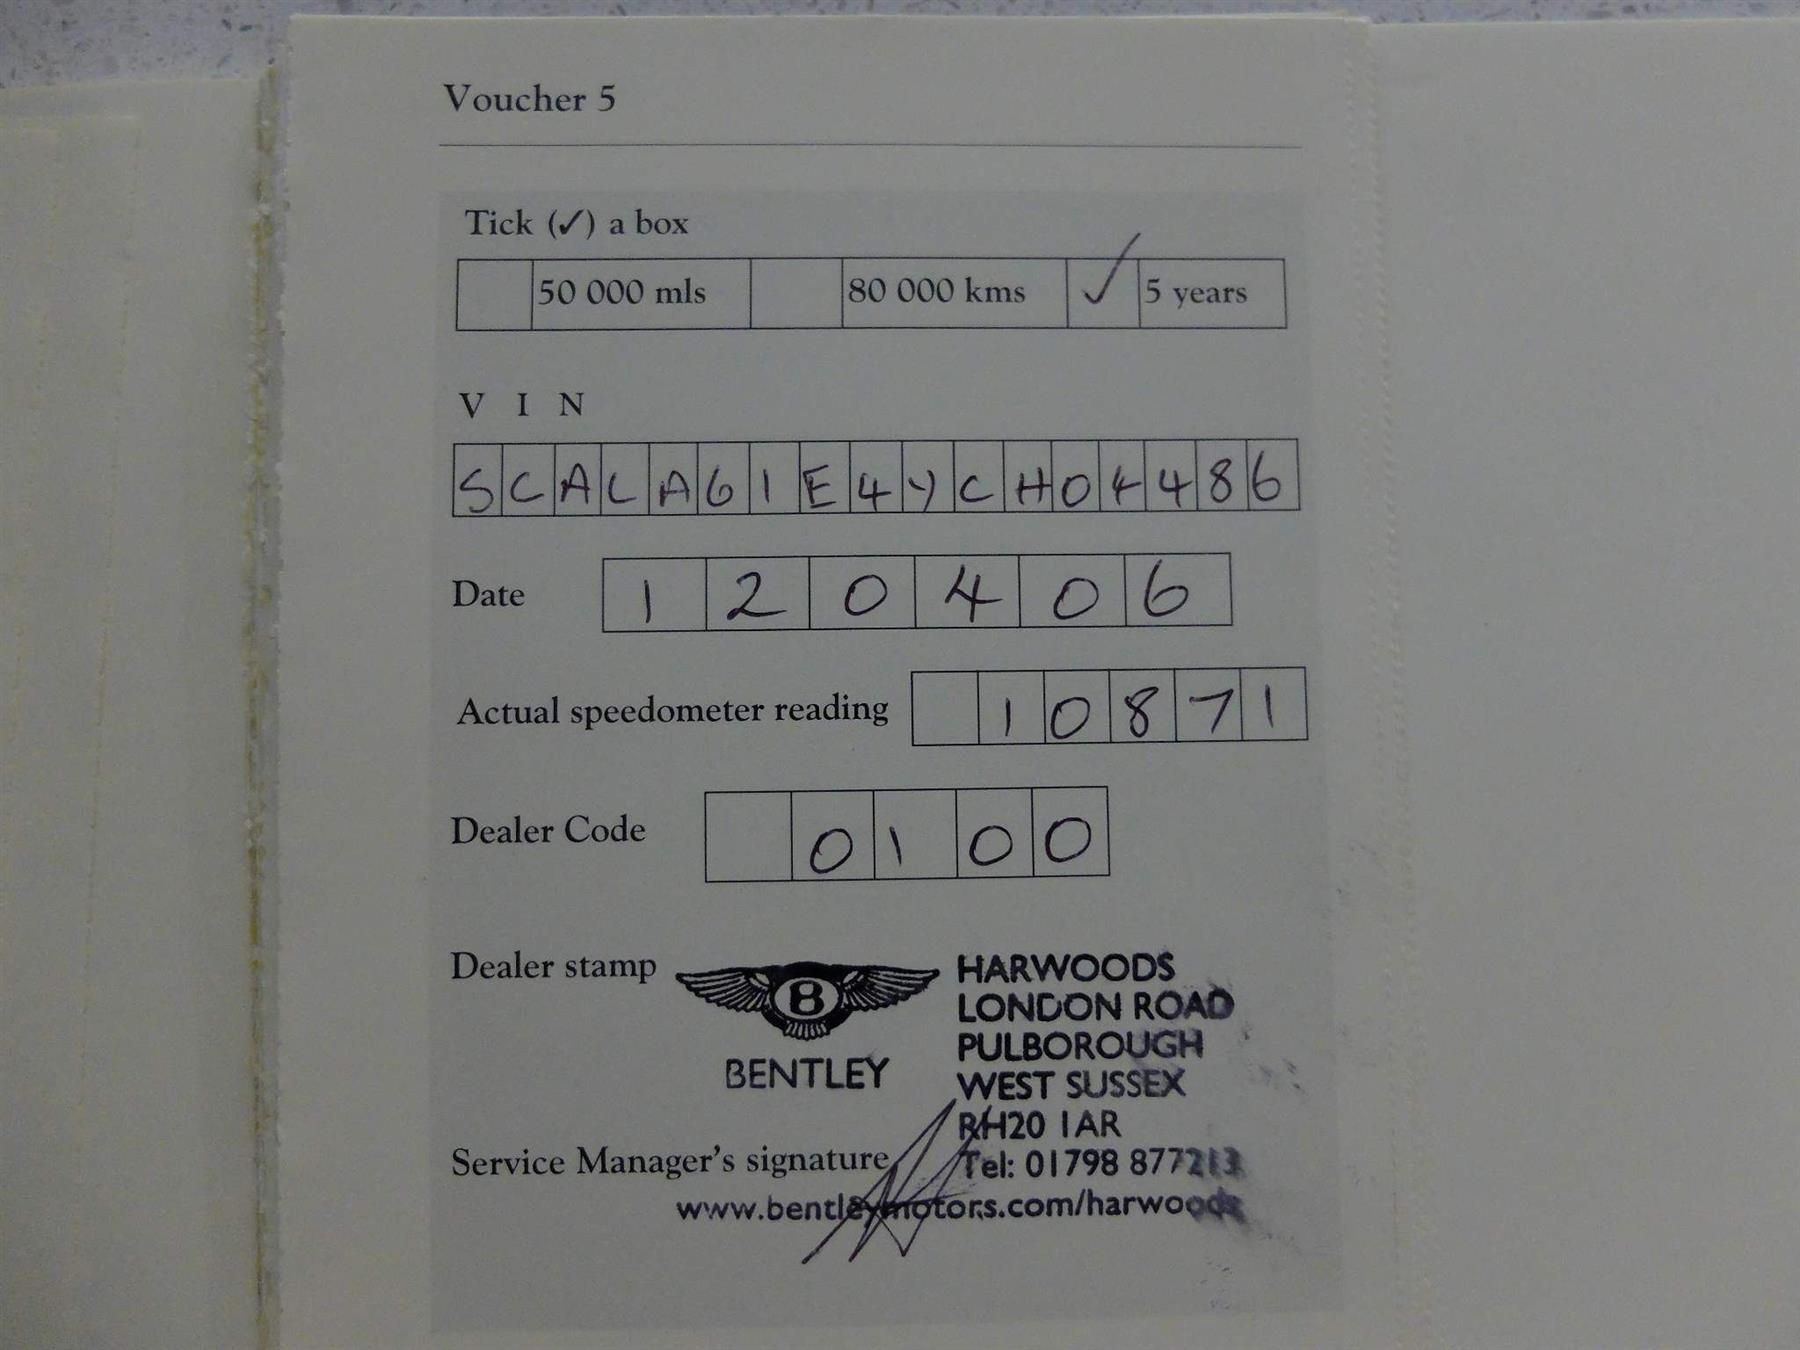 Voucher 5
Tick (✓) a box
50 000 mls 80 000 kms ✓ 5 years
V I N
SCALA61E4YCH04486
Date 120406
Actual speedometer reading 10871
Dealer Code 0100
Dealer stamp
B
BENTLEY
HARWOODS
LONDON ROAD
PULBOROUGH
WEST SUSSEX
RH20 1AR
Tel: 01798 877213
Service Manager's signature
www.bentleymotors.com/harwoods